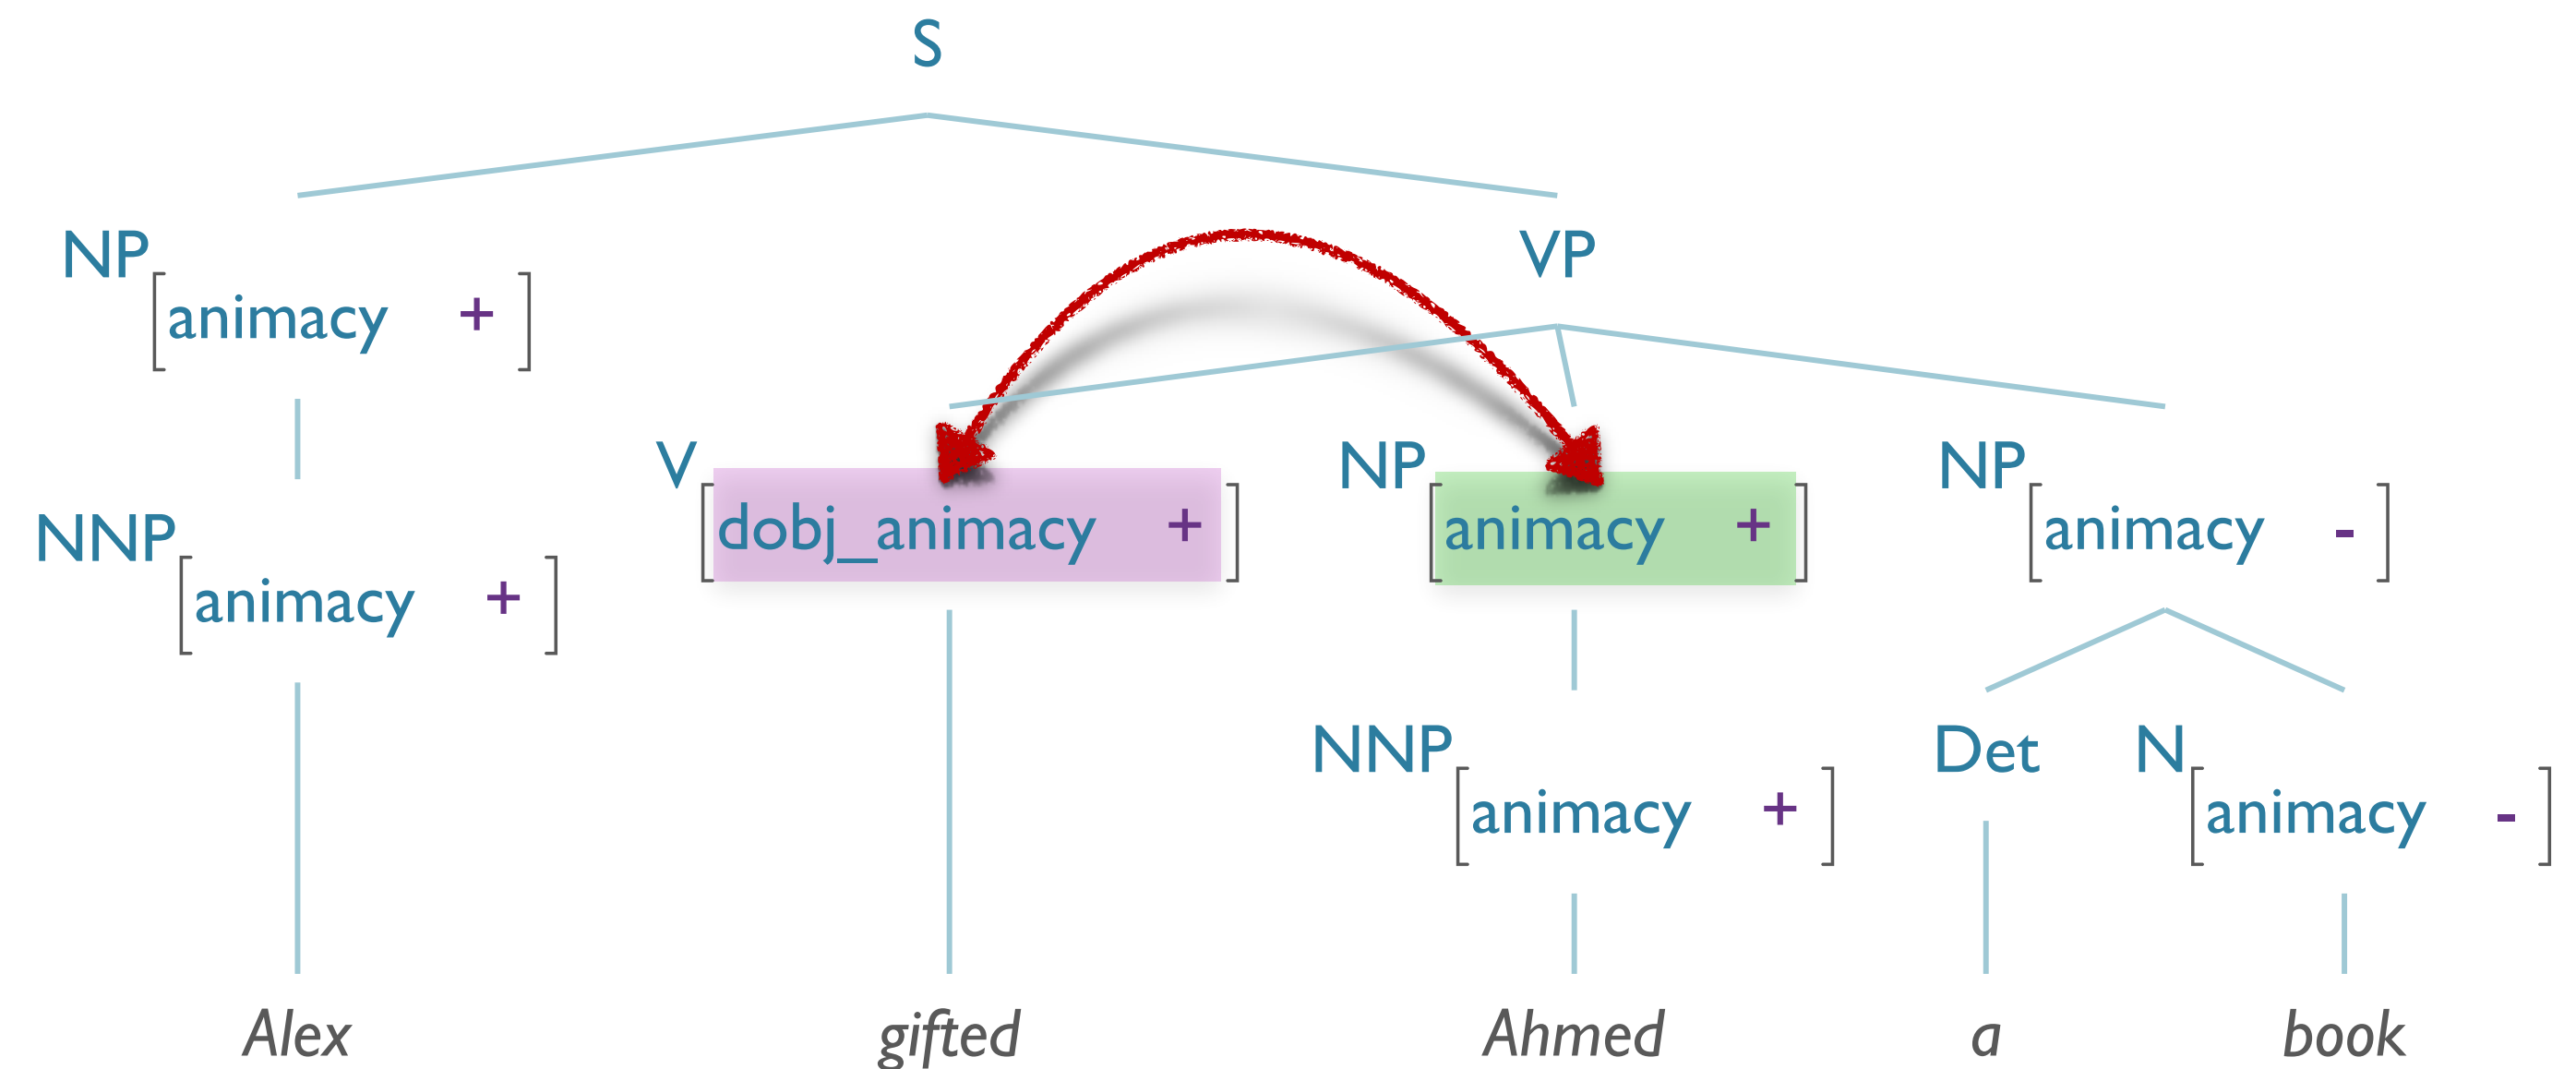 S
NP[animacy +]
VP
V[dobj_animacy +]
NP[animacy +]
NP[animacy -]
NNP[animacy +]
NNP[animacy +]
Det
N[animacy -]
Alex gifted Ahmed a book